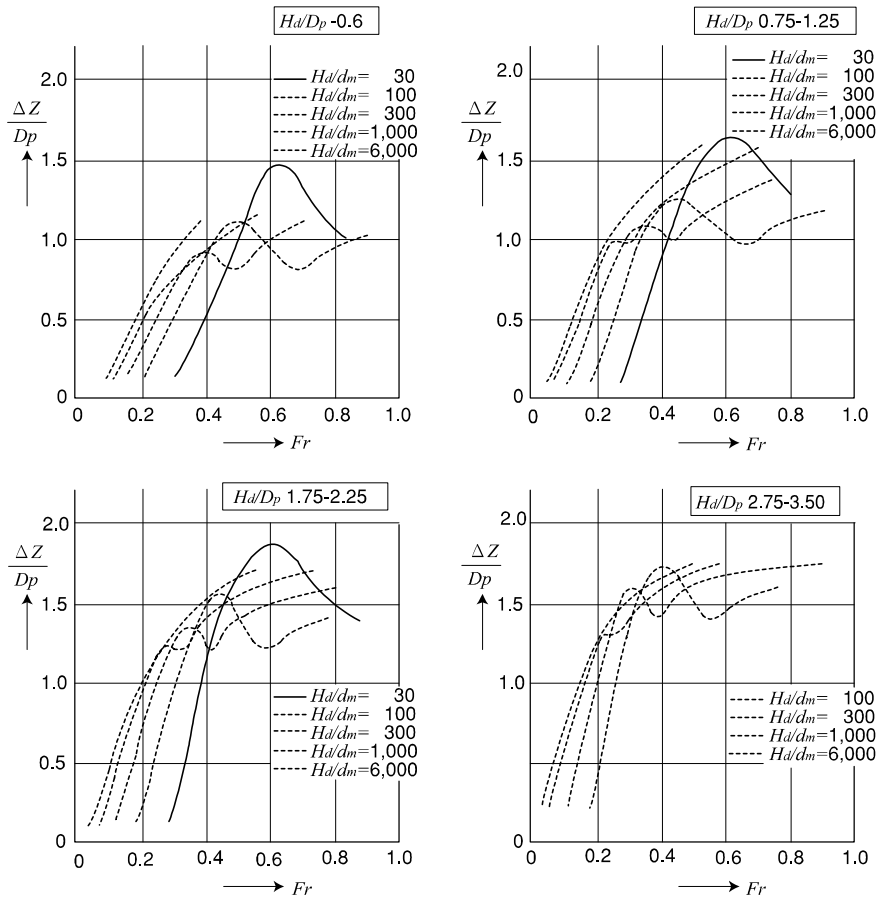 Hd/Dp -0.6
Hd/dm= 30
Hd/dm= 100
Hd/dm= 300
Hd/dm=1,000
Hd/dm=6,000
ΔZ
Dp
2.0
1.5
1.0
0.5
0
0 0.2 0.4 0.6 0.8 1.0
Fr
Hd/Dp 0.75-1.25
Hd/dm= 30
Hd/dm= 100
Hd/dm= 300
Hd/dm=1,000
Hd/dm=6,000
ΔZ
Dp
2.0
1.5
1.0
0.5
0
0 0.2 0.4 0.6 0.8 1.0
Fr
Hd/Dp 1.75-2.25
ΔZ
Dp
2.0
1.5
1.0
0.5
0
Hd/dm= 30
Hd/dm= 100
Hd/dm= 300
Hd/dm=1,000
Hd/dm=6,000
0 0.2 0.4 0.6 0.8 1.0
Fr
Hd/Dp 2.75-3.50
ΔZ
Dp
2.0
1.5
1.0
0.5
0
Hd/dm= 100
Hd/dm= 300
Hd/dm=1,000
Hd/dm=6,000
0 0.2 0.4 0.6 0.8 1.0
Fr